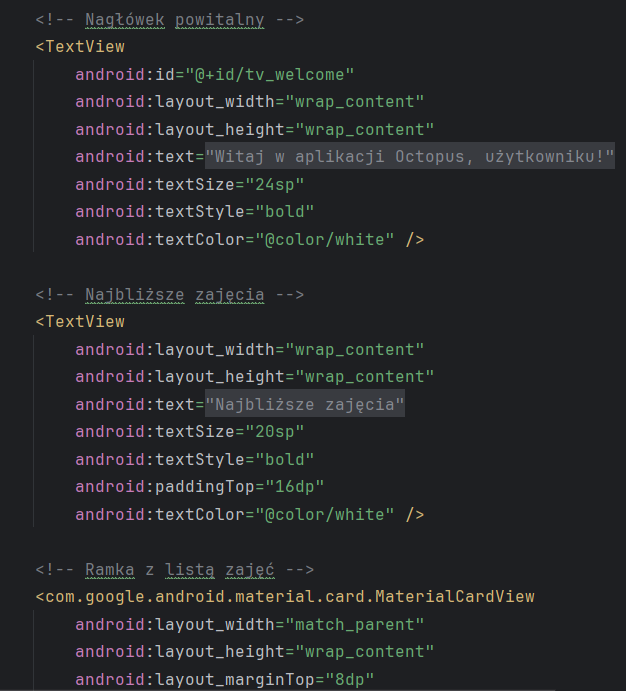 <!-- Nagłówek powitalny -->
<TextView
android:id="@+id/tv_welcome"
android:layout_width="wrap_content"
android:layout_height="wrap_content"
android:text="Witaj w aplikacji Octopus, użytkowniku!"
android:textSize="24sp"
android:textStyle="bold"
android:textColor="@color/white" />
<!-- Najbliższe zajęcia -->
<TextView
android:layout_width="wrap_content"
android:layout_height="wrap_content"
android:text="Najbliższe zajęcia"
android:textSize="20sp"
android:textStyle="bold"
android:paddingTop="16dp"
android:textColor="@color/white" />
<!-- Ramka z listą zajęć -->
<com.google.android.material.card.MaterialCardView
android:layout_width="match_parent"
android:layout_height="wrap_content"
android:layout_marginTop="8dp"